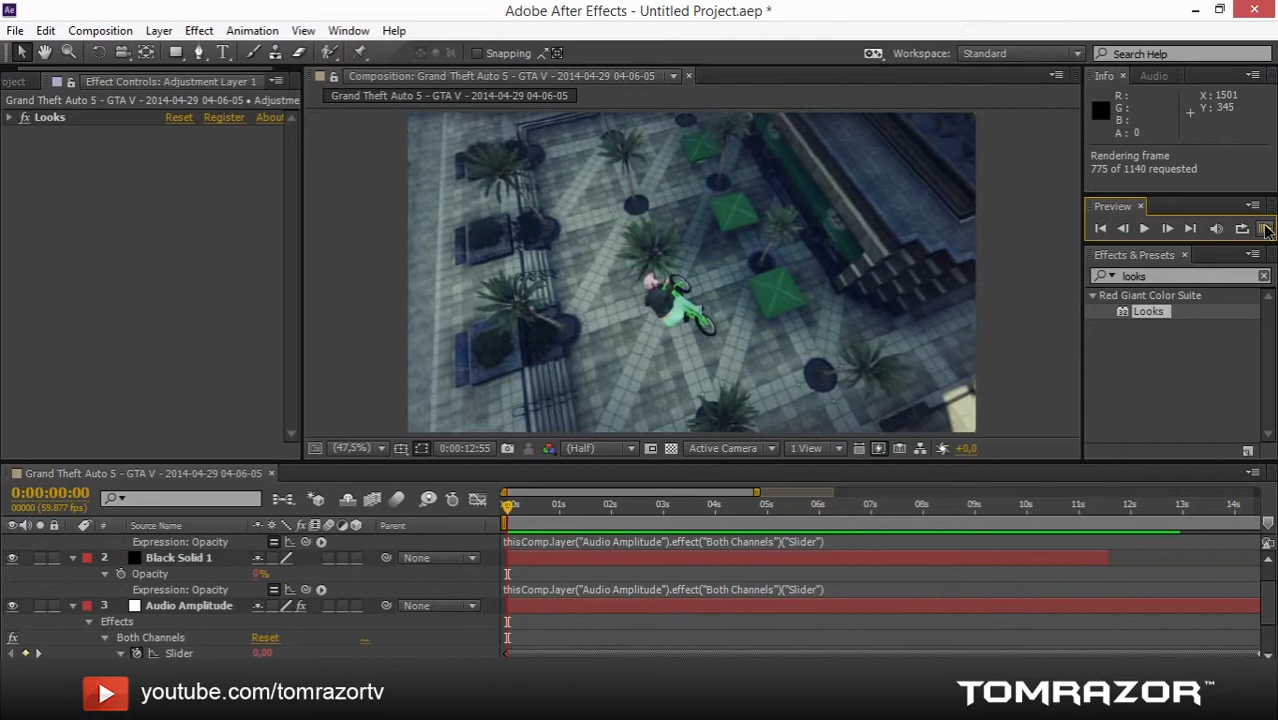 Ae
Adobe After Effects - Untitled Project.aep *
File Edit Composition Layer Effect Animation View Window Help
Snapping
Workspace: Standard
Search Help
roject
Effect Controls: Adjustment Layer 1
Composition: Grand Theft Auto 5 - GTA V - 2014-04-29 04-06-05
Info Audio
Grand Theft Auto 5 - GTA V - 2014-04-29 04-06-05 • Adjustme
Grand Theft Auto 5 - GTA V - 2014-04-29 04-06-05
fx Looks Reset Register About
R: X: 1501
G: Y: 345
B:
A: 0
Rendering frame
775 of 1140 requested
Preview
Effects & Presets
looks
Red Giant Color Suite
Looks
(47,5%) 0:00:12:55 (Half) Active Camera 1 View +0,0
Grand Theft Auto 5 - GTA V - 2014-04-29 04-06-05
0:00:00:00
00000 (59.877 fps)
01s 02s 03s 04s 05s 06s 07s 08s 09s 10s 11s 12s 13s 14s
# Source Name Parent
Expression: Opacity thisComp.layer("Audio Amplitude").effect("Both Channels")("Slider")
2 Black Solid 1 None
Opacity 0%
Expression: Opacity thisComp.layer("Audio Amplitude").effect("Both Channels")("Slider")
3 Audio Amplitude fx None
Effects
fx Both Channels Reset ...
Slider 0,00
youtube.com/tomrazortv
TOMRAZOR™